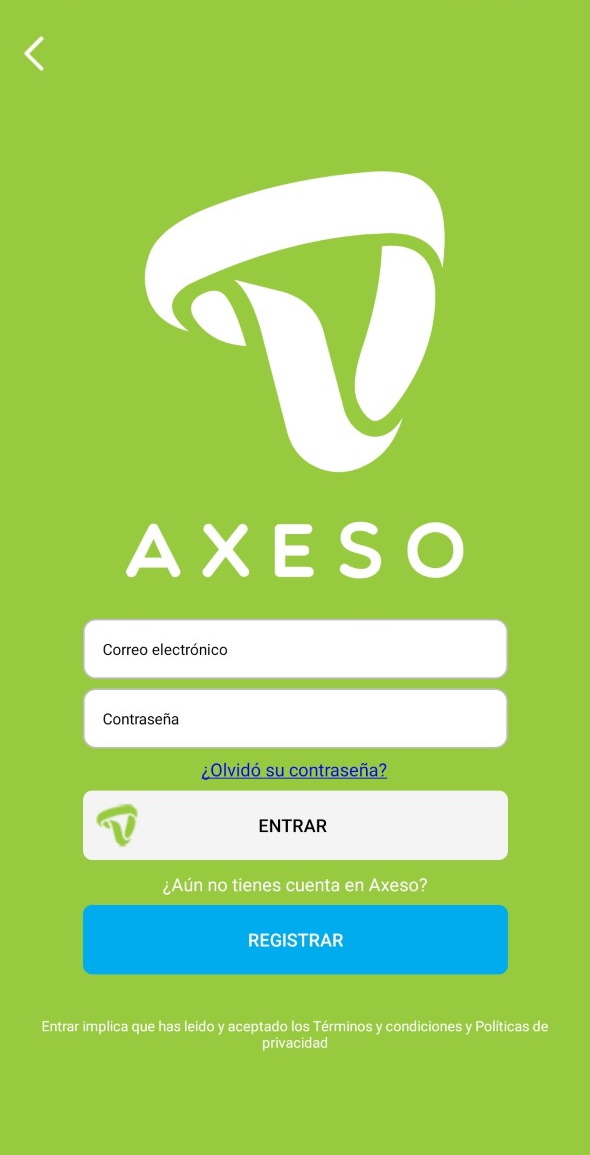 AXESO
Correo electrónico
Contraseña
¿Olvidó su contraseña?
ENTRAR
¿Aún no tienes cuenta en Axeso?
REGISTRAR
Entrar implica que has leido y aceptado los Términos y condiciones y Políticas de
privacidad